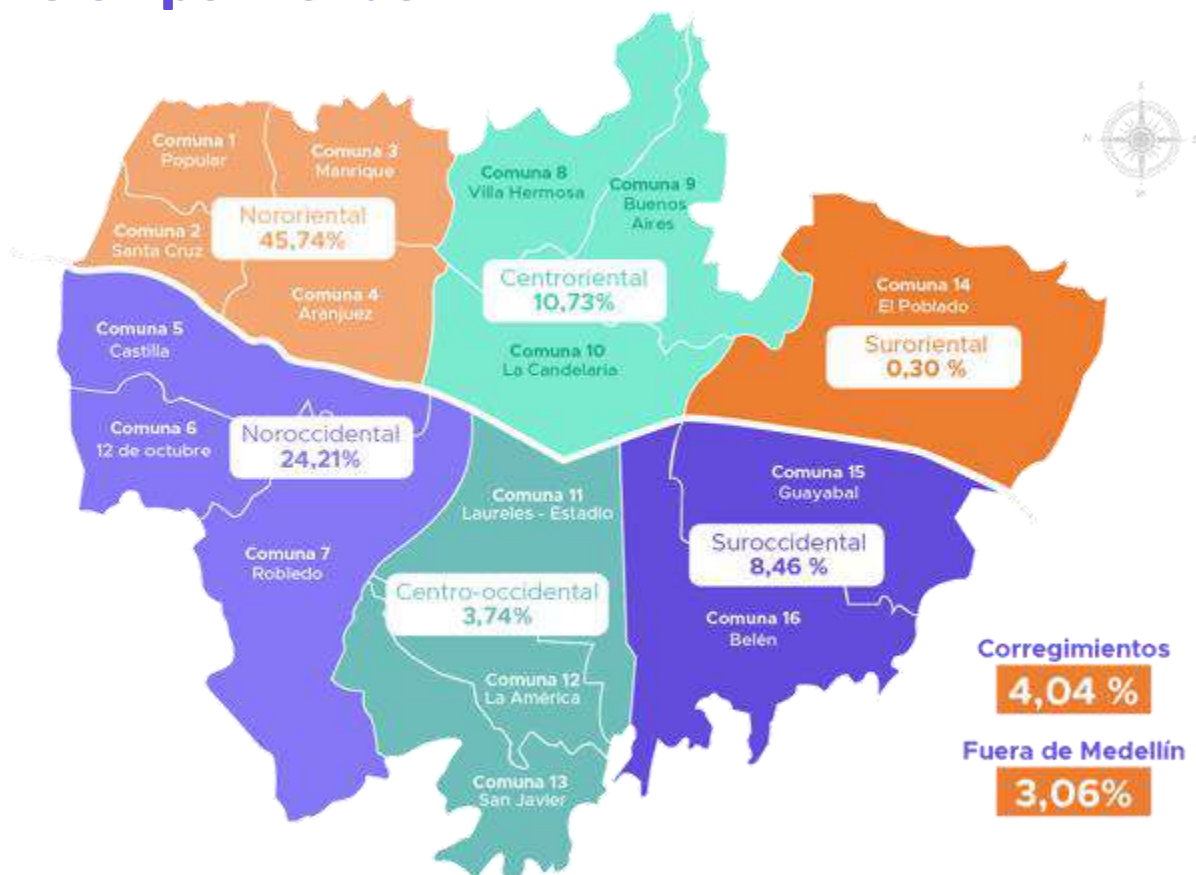 Comuna 1
Popular
Comuna 3
Manrique
Nororiental
45,74%
Comuna 2
Santa Cruz
Comuna 4
Aranjuez
Comuna 8
Villa Hermosa
Comuna 9
Buenos
Aires
Centroriental
10,73%
Comuna 10
La Candelaria
Comuna 14
El Poblado
Suroriental
0,30 %
Comuna 5
Castilla
Comuna 6
12 de octubre
Noroccidental
24,21%
Comuna 7
Robledo
Comuna 11
Laureles - Estadio
Centro-occidental
3,74%
Comuna 12
La América
Comuna 13
San Javier
Comuna 15
Guayabal
Suroccidental
8,46 %
Comuna 16
Belén
Corregimientos
4,04 %
Fuera de Medellín
3,06%